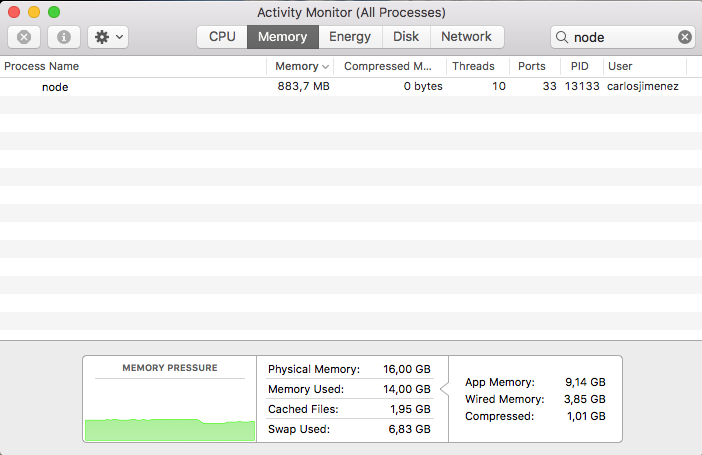 Activity Monitor (All Processes)
CPU Memory Energy Disk Network node
Process Name Memory Compressed M... Threads Ports PID User
node 883,7 MB 0 bytes 10 33 13133 carlosjimenez
MEMORY PRESSURE
Physical Memory: 16,00 GB
Memory Used: 14,00 GB
Cached Files: 1,95 GB
Swap Used: 6,83 GB
App Memory: 9,14 GB
Wired Memory: 3,85 GB
Compressed: 1,01 GB